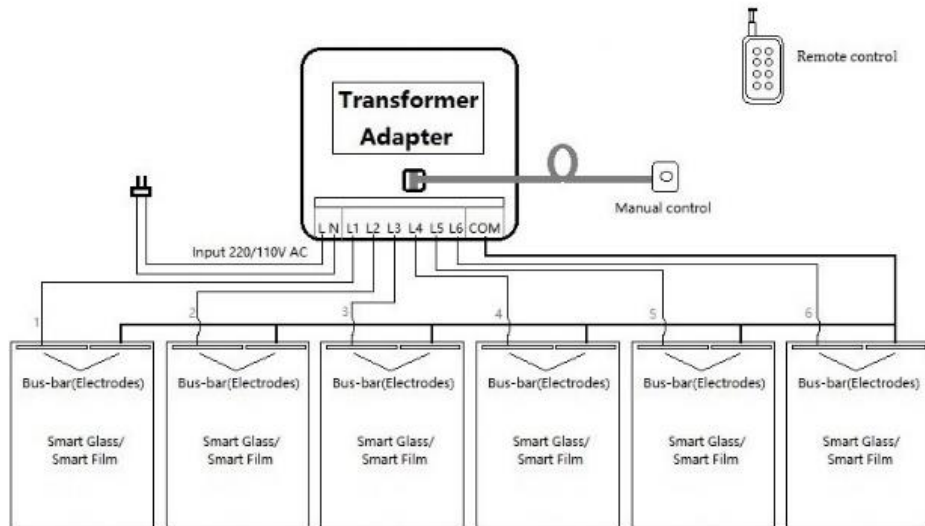 Remote control
Transformer
Adapter
Manual control
L N L1 L2 L3 L4 L5 L6 COM
Input 220/110V AC
1 2 3 4 5 6
Bus-bar(Electrodes) Bus-bar(Electrodes) Bus-bar(Electrodes) Bus-bar(Electrodes) Bus-bar(Electrodes) Bus-bar(Electrodes)
Smart Glass/ Smart Glass/ Smart Glass/ Smart Glass/ Smart Glass/ Smart Glass/
Smart Film Smart Film Smart Film Smart Film Smart Film Smart Film